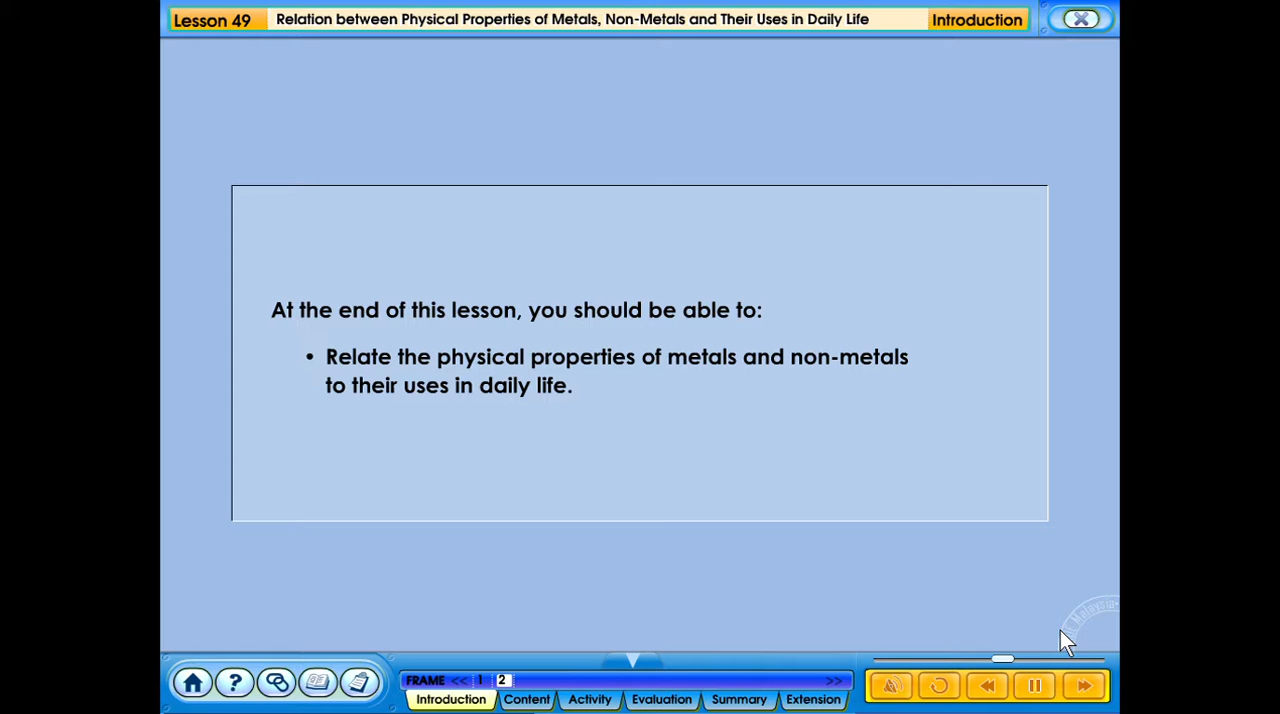 Lesson 49
Relation between Physical Properties of Metals, Non-Metals and Their Uses in Daily Life
Introduction
At the end of this lesson, you should be able to:
• Relate the physical properties of metals and non-metals
to their uses in daily life.
Malaysia
?
FRAME << 1 2 >>
Introduction
Content
Activity
Evaluation
Summary
Extension